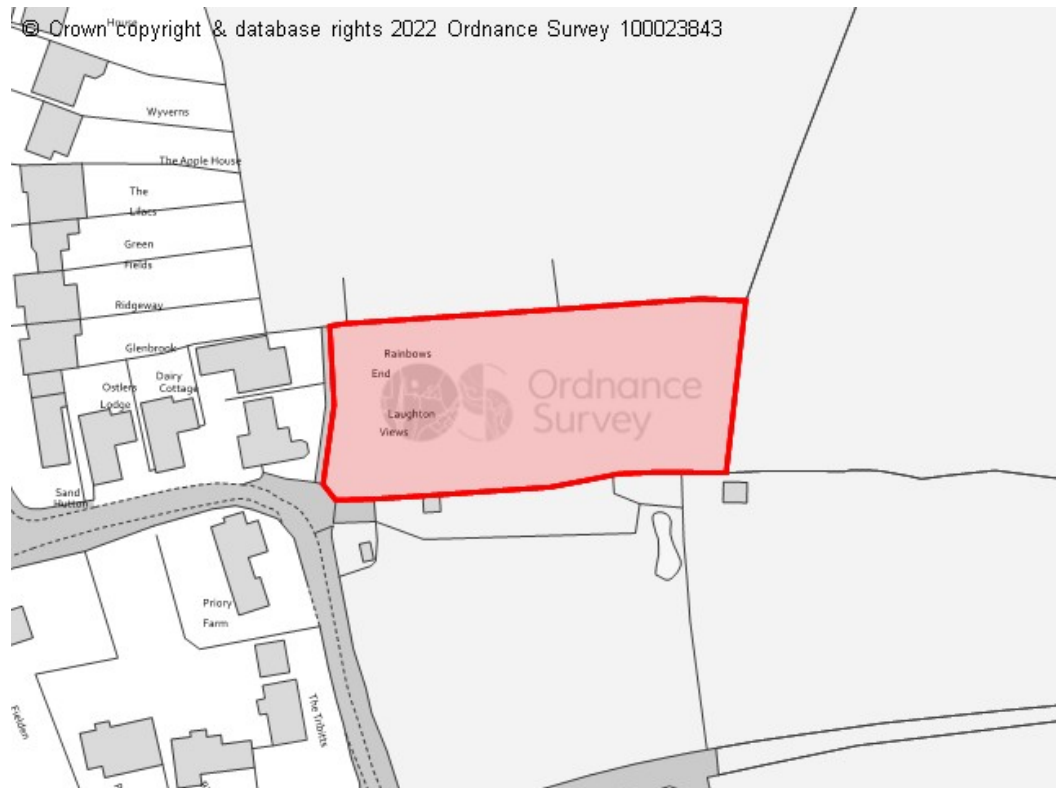 © Crown copyright & database rights 2022 Ordnance Survey 100023843
House
Wyverns
The Apple House
The
Lilacs
Green
Fields
Ridgeway
Glenbrook
Ostlers
Lodge
Dairy
Cottage
Rainbows
End
Laughton
Views
Ordnance
Survey
Sand
Hutton
Priory
Farm
The Tribitts
Fielden